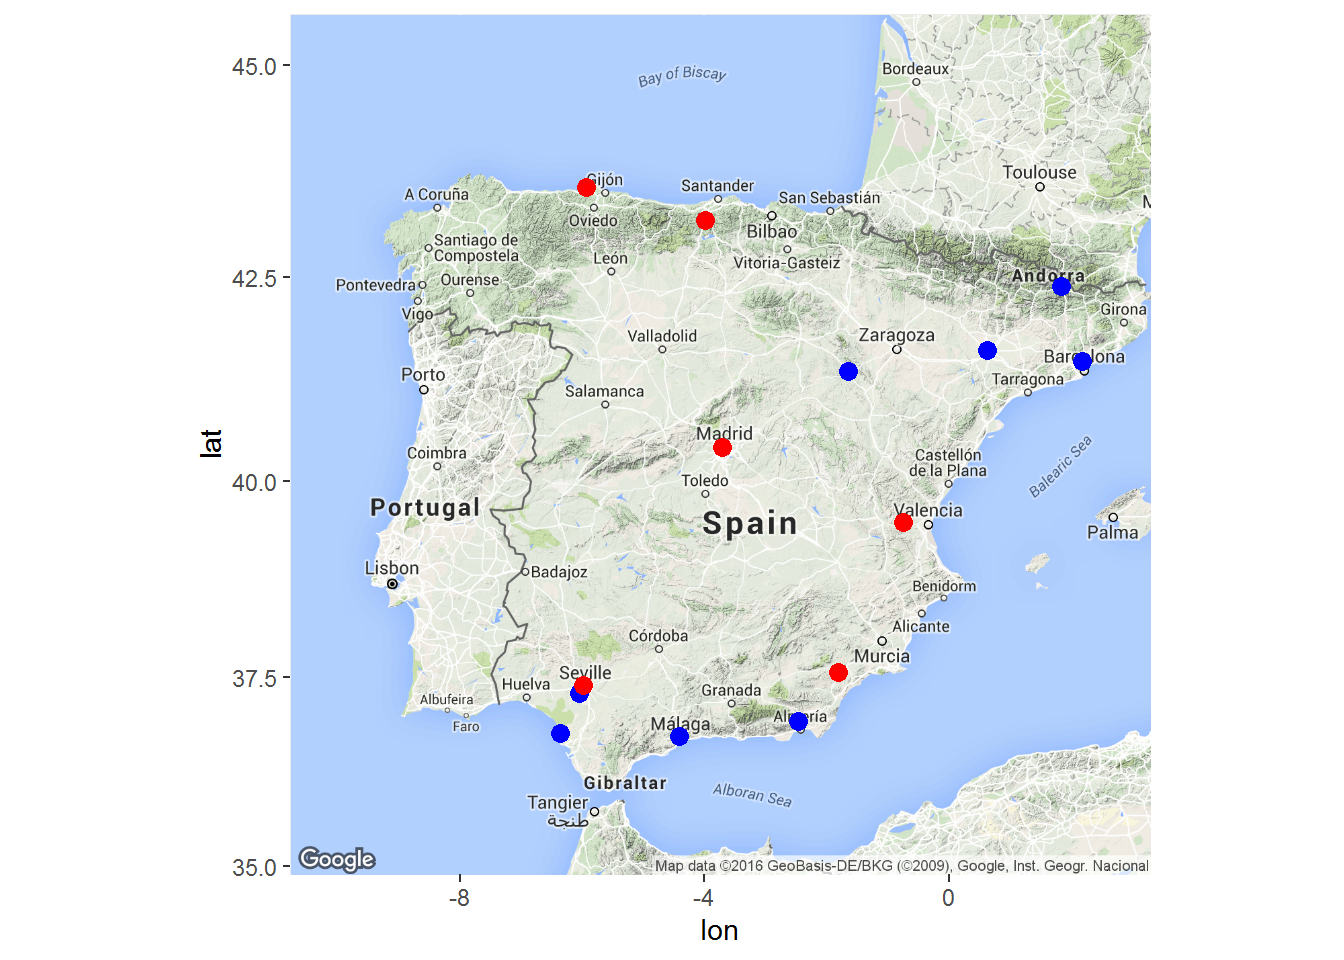 45.0
Bay of Biscay
Bordeaux
Toulouse
Gijón
Santander
San Sebastián
A Coruña
M
Oviedo
Bilbao
Santiago de
Compostela
León
Vitoria-Gasteiz
42.5
Andorra
Pontevedra
Ourense
Girona
Vigo
Valladolid
Zaragoza
Barcelona
Porto
Tarragona
Salamanca
Madrid
lat
Coimbra
Castellón
de la Plana
Balearic Sea
40.0
Toledo
Portugal
Spain
Valencia
Palma
Lisbon
Badajoz
Benidorm
Alicante
Córdoba
Murcia
37.5
Seville
Huelva
Granada
Albufeira
Faro
Málaga
Almería
Gibraltar
Alboran Sea
Tangier
طنجة
35.0
Google
Map data ©2016 GeoBasis-DE/BKG (©2009), Google, Inst. Geogr. Nacional
-8
-4
0
lon